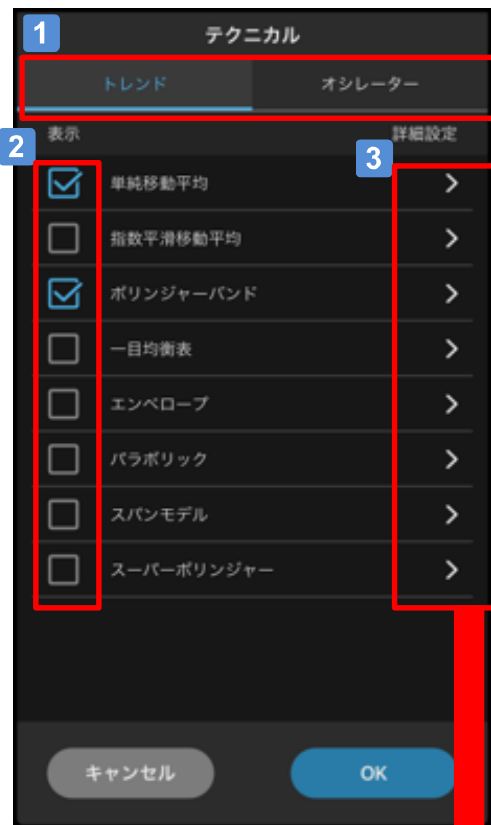 1
テクニカル
トレンド オシレーター
2 表示 3 詳細設定
単純移動平均
指数平滑移動平均
ボリンジャーバンド
一目均衡表
エンベロープ
パラボリック
スパンモデル
スーパーボリンジャー
キャンセル OK